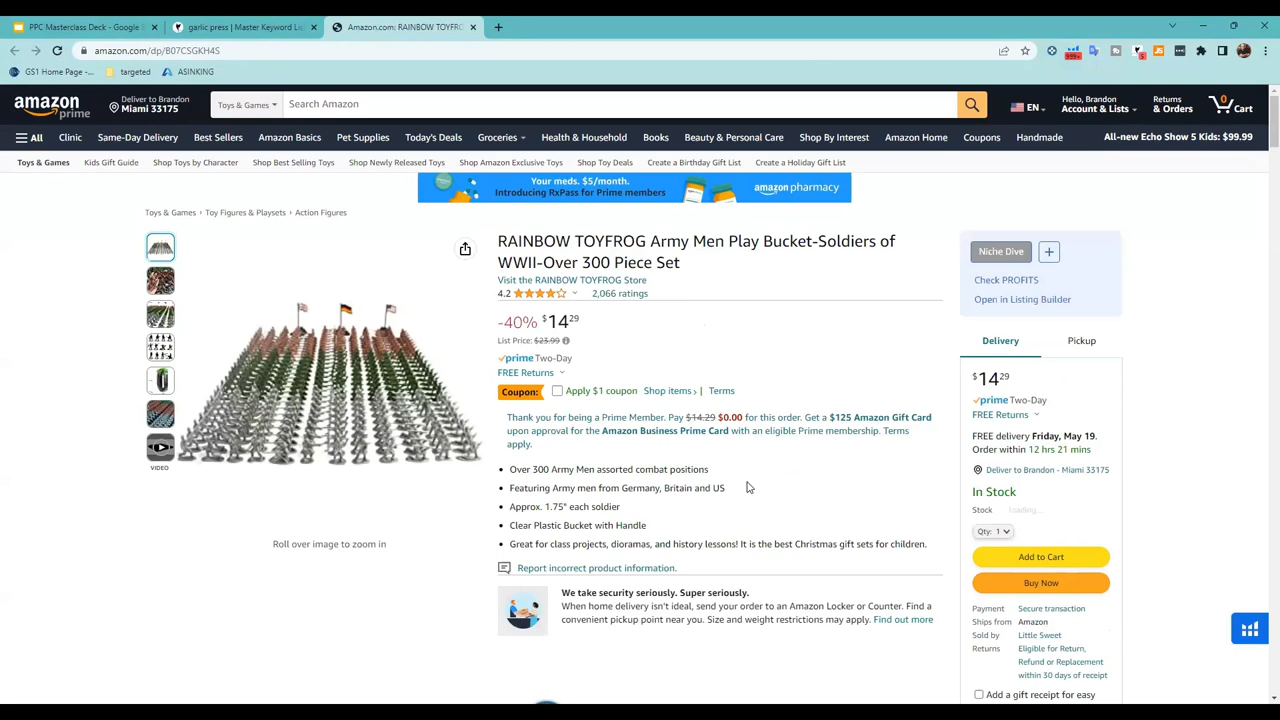 PPC Masterclass Deck - Google S
garlic press | Master Keyword Lis
Amazon.com: RAINBOW TOYFRO
amazon.com/dp/B07CSGKH4S
999+
5
GS1 Home Page -...
targeted
ASINKING
amazon prime
Deliver to Brandon
Miami 33175
Toys & Games
Search Amazon
EN
Hello, Brandon
Account & Lists
Returns
& Orders
0
Cart
All
Clinic
Same-Day Delivery
Best Sellers
Amazon Basics
Pet Supplies
Today's Deals
Groceries
Health & Household
Books
Beauty & Personal Care
Shop By Interest
Amazon Home
Coupons
Handmade
All-new Echo Show 5 Kids: $99.99
Toys & Games
Kids Gift Guide
Shop Toys by Character
Shop Best Selling Toys
Shop Newly Released Toys
Shop Amazon Exclusive Toys
Shop Toy Deals
Create a Birthday Gift List
Create a Holiday Gift List
Your meds. $5/month.
Introducing RxPass for Prime members
amazon pharmacy
Toys & Games › Toy Figures & Playsets › Action Figures
RAINBOW TOYFROG Army Men Play Bucket-Soldiers of
WWII-Over 300 Piece Set
Visit the RAINBOW TOYFROG Store
4.2
2,066 ratings
-40% $14 29
List Price: $23.99
prime Two-Day
FREE Returns
Coupon:
Apply $1 coupon
Shop items › |
Terms
Thank you for being a Prime Member. Pay $14.29 $0.00 for this order. Get a $125 Amazon Gift Card
upon approval for the Amazon Business Prime Card with an eligible Prime membership. Terms
apply.
• Over 300 Army Men assorted combat positions
• Featuring Army men from Germany, Britain and US
• Approx. 1.75" each soldier
• Clear Plastic Bucket with Handle
• Great for class projects, dioramas, and history lessons! It is the best Christmas gift sets for children.
Report incorrect product information.
We take security seriously. Super seriously.
When home delivery isn't ideal, send your order to an Amazon Locker or Counter. Find a
convenient pickup point near you. Size and weight restrictions may apply. Find out more
VIDEO
Roll over image to zoom in
Niche Dive
+
Check PROFITS
Open in Listing Builder
Delivery
Pickup
$14 29
prime Two-Day
FREE Returns
FREE delivery Friday, May 19.
Order within 12 hrs 21 mins
Deliver to Brandon - Miami 33175
In Stock
Stock
loading...
Qty: 1
Add to Cart
Buy Now
Payment Secure transaction
Ships from Amazon
Sold by Little Sweet
Returns Eligible for Return,
Refund or Replacement
within 30 days of receipt
Add a gift receipt for easy